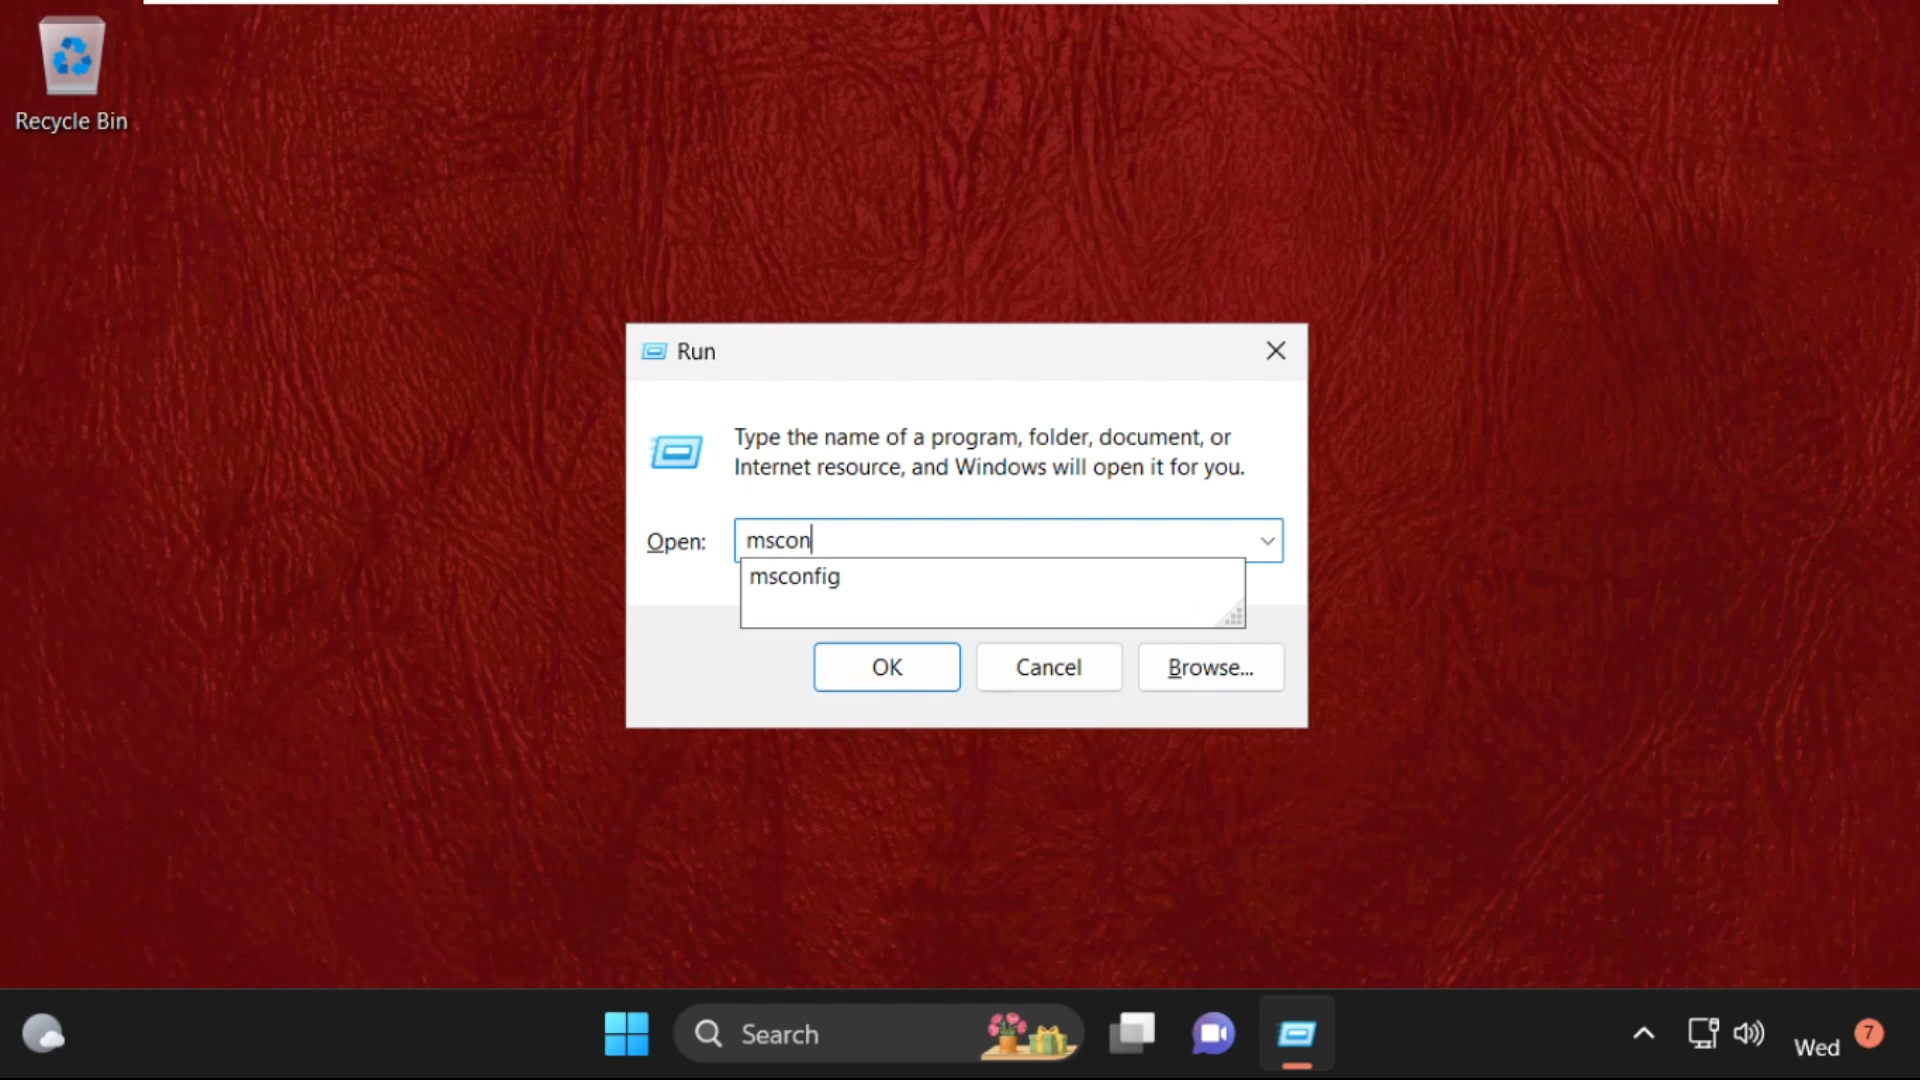 Recycle Bin
Run
Type the name of a program, folder, document, or
Internet resource, and Windows will open it for you.
Open:
mscon
msconfig
OK
Cancel
Browse...
Search
Wed
7